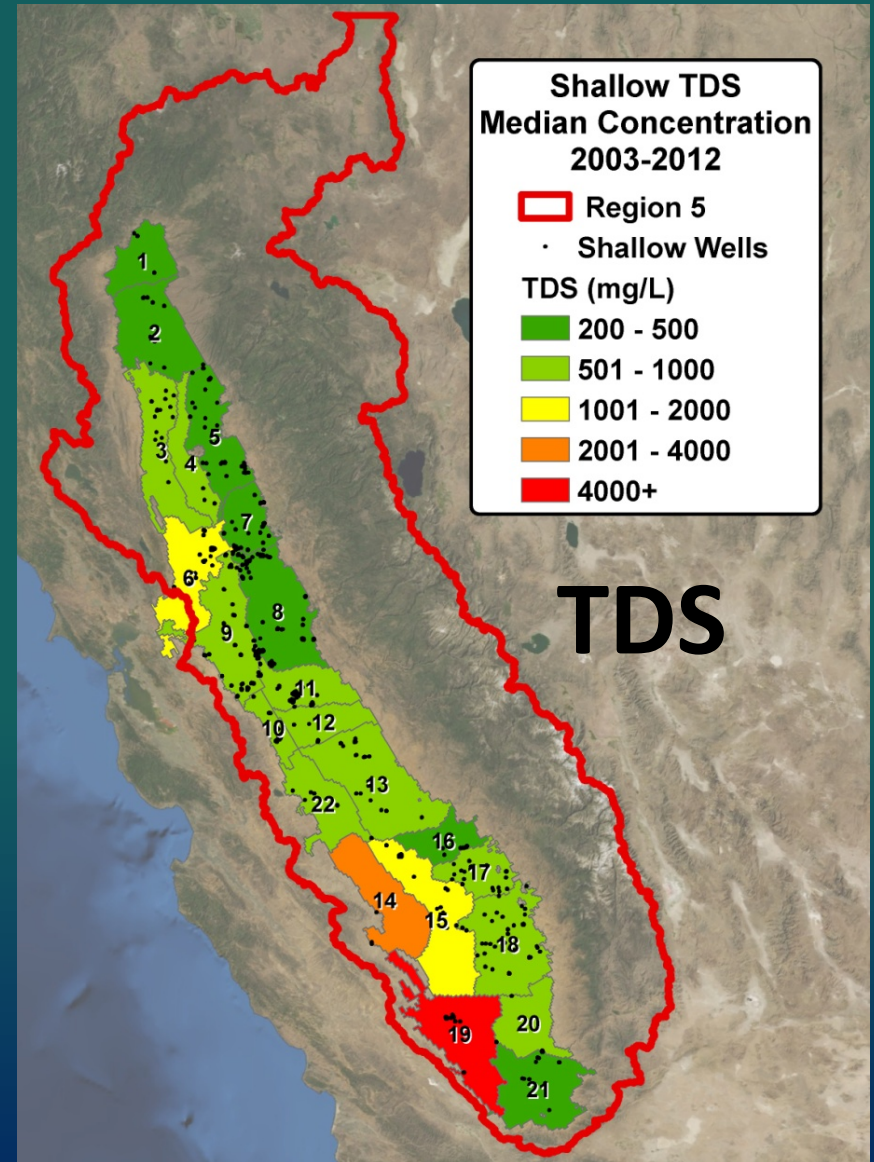 Shallow TDS
Median Concentration
2003-2012
Region 5
Shallow Wells
TDS (mg/L)
200 - 500
501 - 1000
1001 - 2000
2001 - 4000
4000+
TDS
1
2
3
4
5
6
7
8
9
10
11
12
13
22
14
15
16
17
18
19
20
21